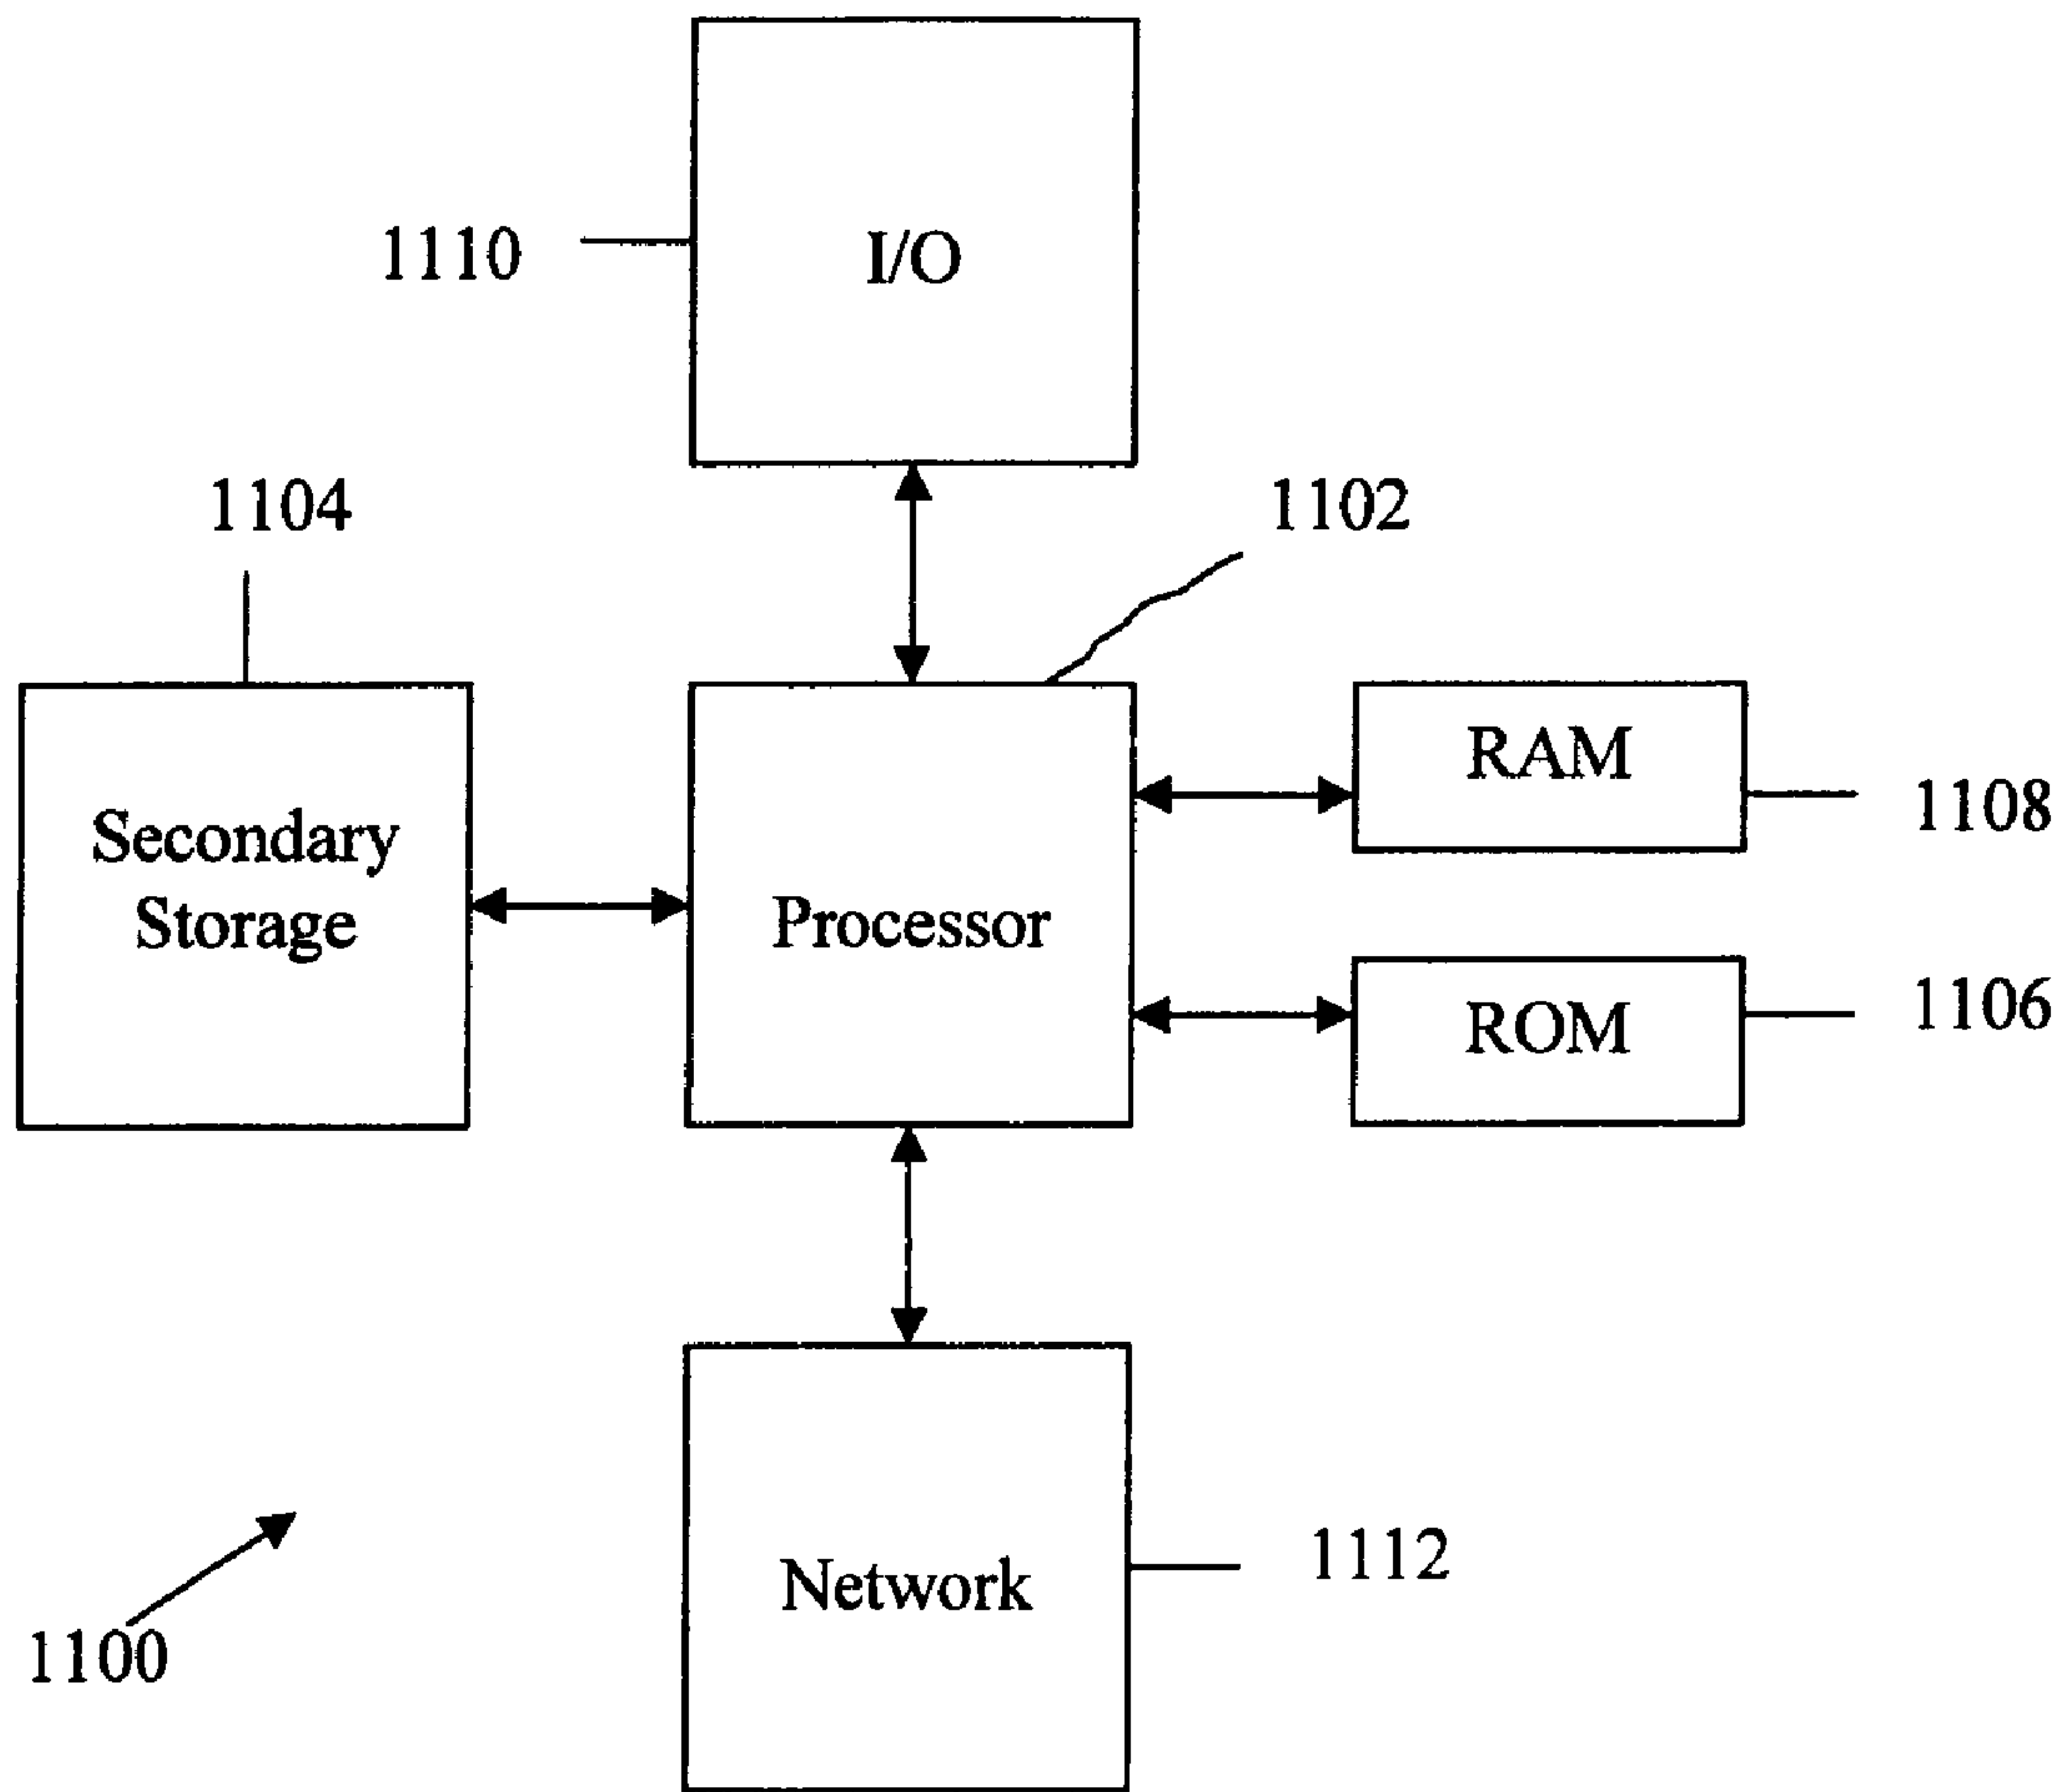 I/O
1110
1104
1102
RAM
1108
Secondary
Storage
Processor
1106
ROM
1112
Network
1100